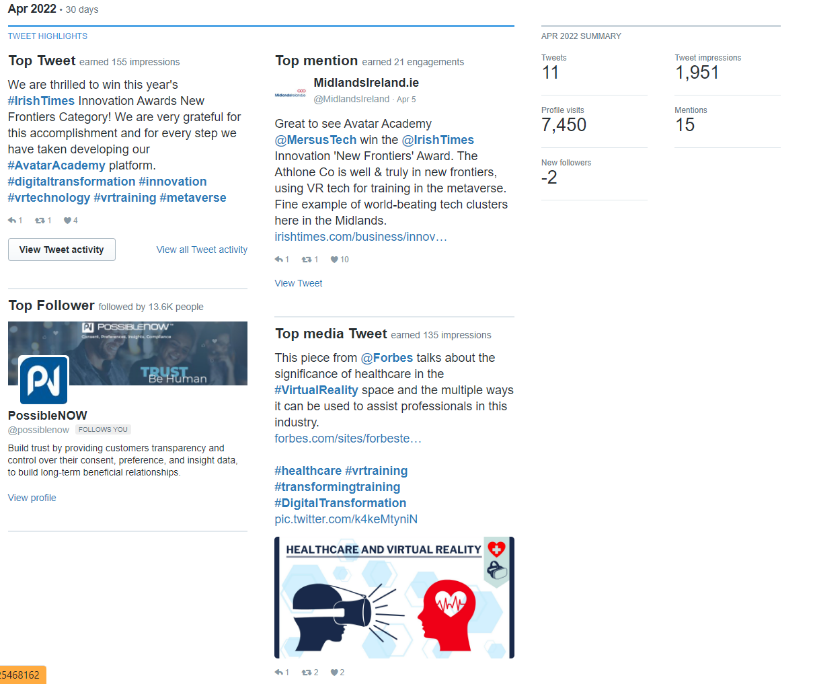 Apr 2022 · 30 days
TWEET HIGHLIGHTS
Top Tweet earned 155 impressions
We are thrilled to win this year's
#IrishTimes Innovation Awards New
Frontiers Category! We are very grateful for
this accomplishment and for every step we
have taken developing our
#AvatarAcademy platform.
#digitaltransformation #innovation
#vrtechnology #vrtraining #metaverse
1 1 4
View Tweet activity
View all Tweet activity
Top Follower followed by 13.6K people
PN POSSIBLENOW
Consent, Preferences, Insights, Compliance
TRUST
Be Human
PN
PossibleNOW
@possiblenow FOLLOWS YOU
Build trust by providing customers transparency and
control over their consent, preference, and insight data,
to build long-term beneficial relationships.
View profile
Top mention earned 21 engagements
MidlandsIreland.ie
@MidlandsIreland · Apr 5
Great to see Avatar Academy
@MersusTech win the @IrishTimes
Innovation 'New Frontiers' Award. The
Athlone Co is well & truly in new frontiers,
using VR tech for training in the metaverse.
Fine example of world-beating tech clusters
here in the Midlands.
irishtimes.com/business/innov…
1 1 10
View Tweet
Top media Tweet earned 135 impressions
This piece from @Forbes talks about the
significance of healthcare in the
#VirtualReality space and the multiple ways
it can be used to assist professionals in this
industry.
forbes.com/sites/forbeste…
#healthcare #vrtraining
#transformingtraining
#DigitalTransformation
pic.twitter.com/k4keMtyniN
HEALTHCARE AND VIRTUAL REALITY
1 2 2
APR 2022 SUMMARY
Tweets
11
Tweet impressions
1,951
Profile visits
7,450
Mentions
15
New followers
-2
25468162